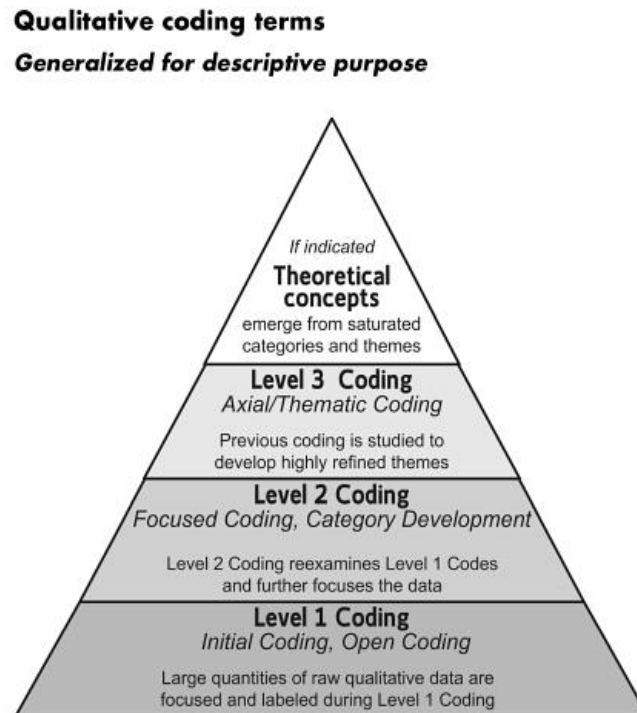 Qualitative coding terms
Generalized for descriptive purpose
If indicated
Theoretical
concepts
emerge from saturated
categories and themes
Level 3 Coding
Axial/Thematic Coding
Previous coding is studied to
develop highly refined themes
Level 2 Coding
Focused Coding, Category Development
Level 2 Coding reexamines Level 1 Codes
and further focuses the data
Level 1 Coding
Initial Coding, Open Coding
Large quantities of raw qualitative data are
focused and labeled during Level 1 Coding